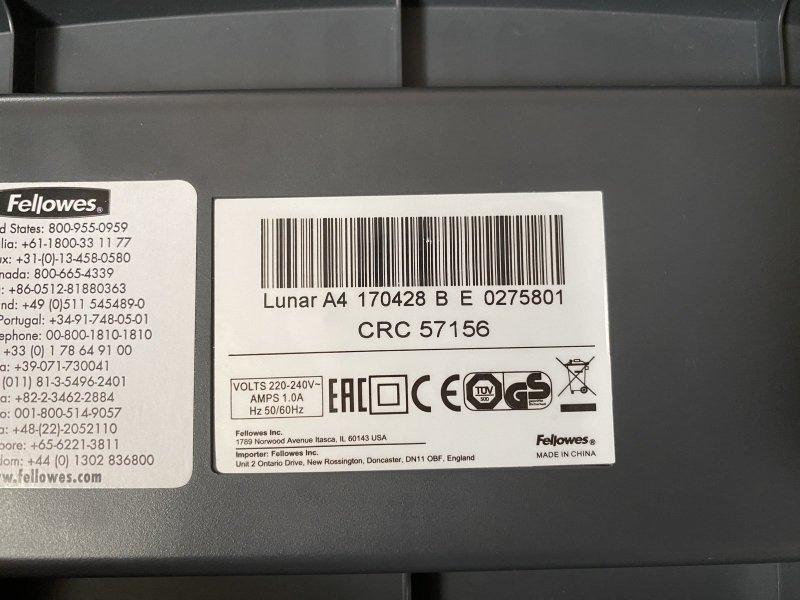 Fellowes®
d States: 800-955-0959
lia: +61-1800-33 11 77
ux: +31-(0)-13-458-0580
nada: 800-665-4339
: +86-0512-81880363
nd: +49 (0)511 545489-0
Portugal: +34-91-748-05-01
ephone: 00-800-1810-1810
: +33 (0) 1 78 64 91 00
a: +39-071-730041
(011) 81-3-5496-2401
a: +82-2-3462-2884
o: 001-800-514-9057
a: +48-(22)-2052110
pore: +65-6221-3811
dom: +44 (0) 1302 836800
w.fellowes.com
Lunar A4 170428 B E 0275801
CRC 57156
VOLTS 220-240V~
AMPS 1.0A
Hz 50/60Hz
EAC CE TÜV SÜD GS
Fellowes Inc.
1789 Norwood Avenue Itasca, IL 60143 USA
Importer: Fellowes Inc.
Unit 2 Ontario Drive, New Rossington, Doncaster, DN11 OBF, England
Fellowes®
MADE IN CHINA